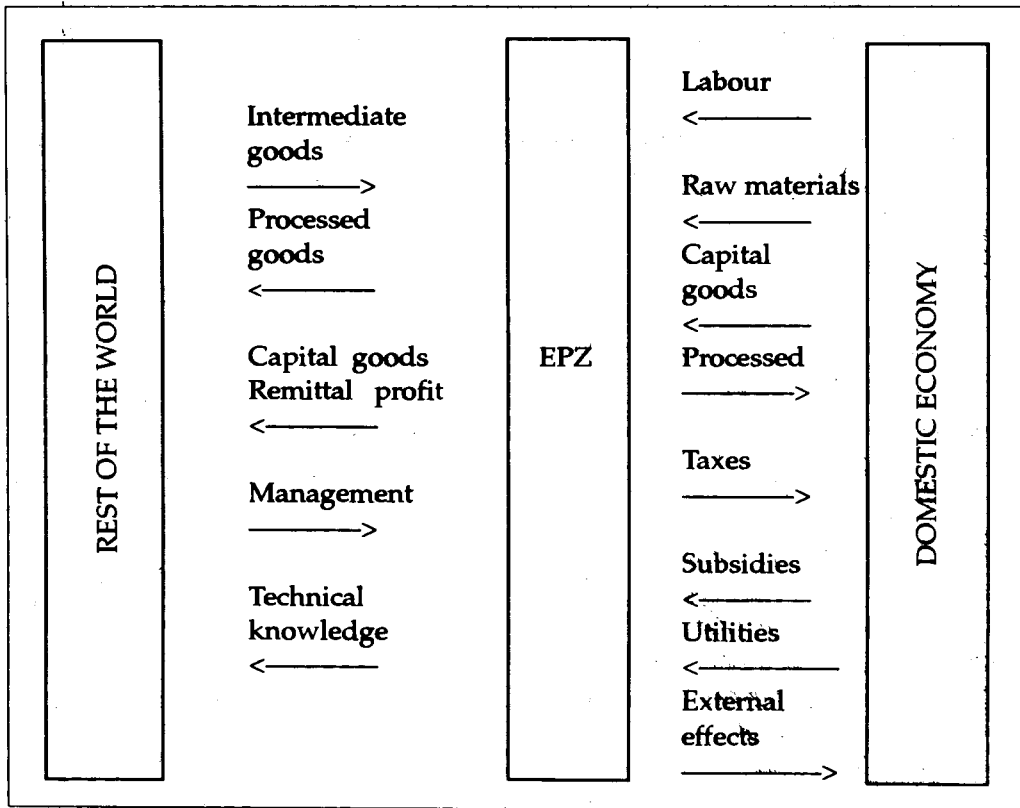 REST OF THE WORLD
Intermediate
goods
Processed
goods
Capital goods
Remittal profit
Management
Technical
knowledge
EPZ
Labour
Raw materials
Capital
goods
Processed
Taxes
Subsidies
Utilities
External
effects
DOMESTIC ECONOMY